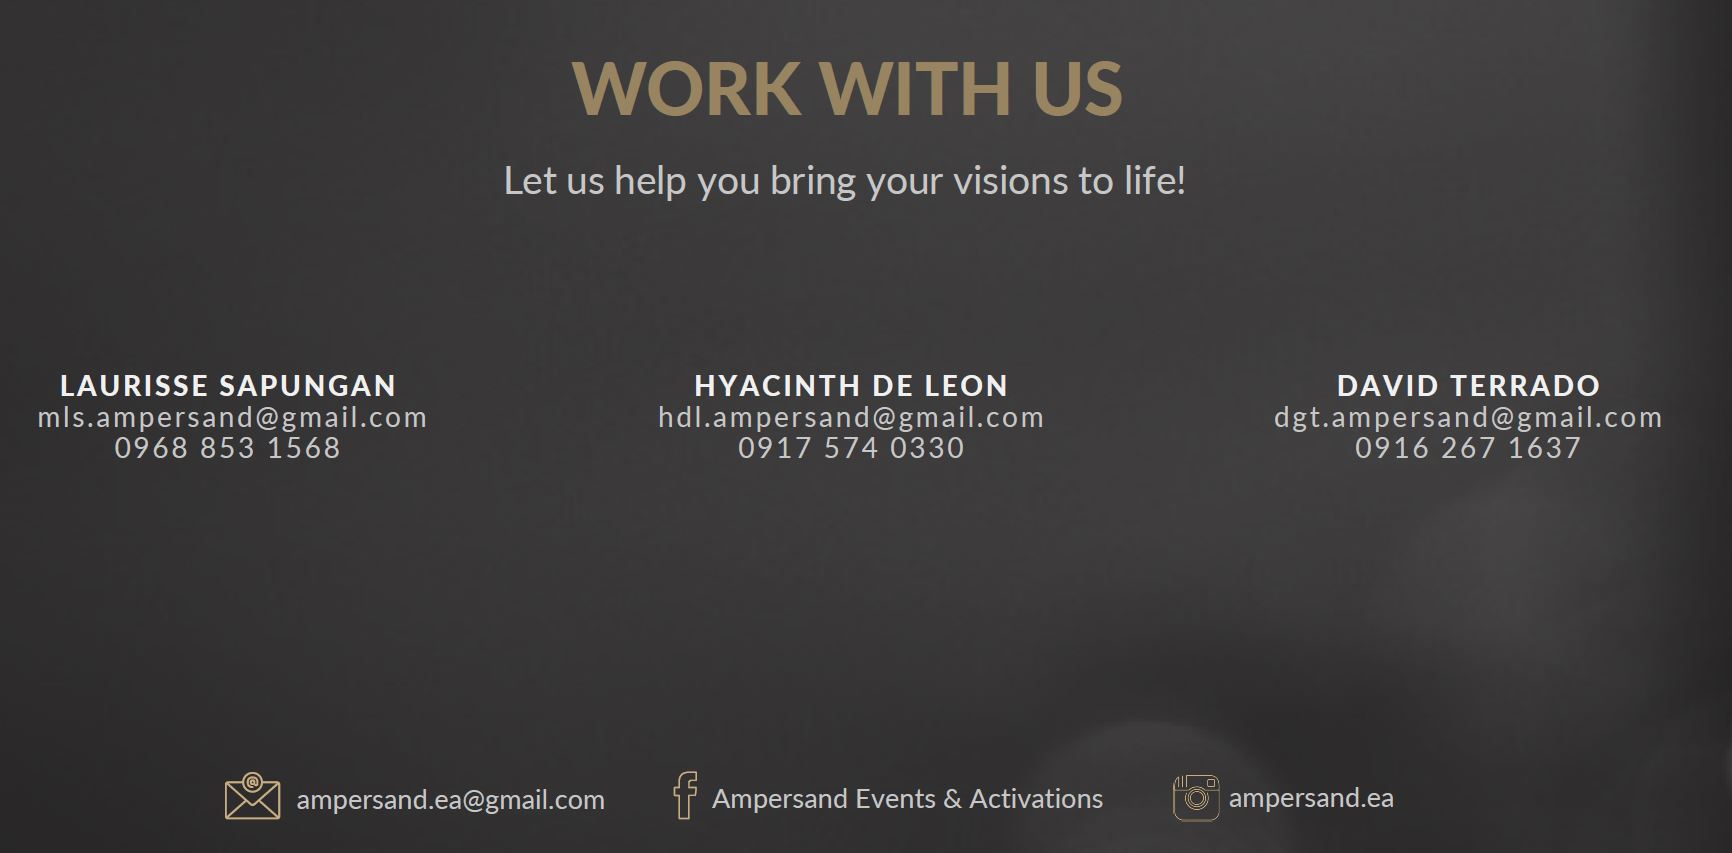 WORK WITH US
Let us help you bring your visions to life!
LAURISSE SAPUNGAN
mls.ampersand@gmail.com
0968 853 1568
HYACINTH DE LEON
hdl.ampersand@gmail.com
0917 574 0330
DAVID TERRADO
dgt.ampersand@gmail.com
0916 267 1637
ampersand.ea@gmail.com
Ampersand Events & Activations
ampersand.ea